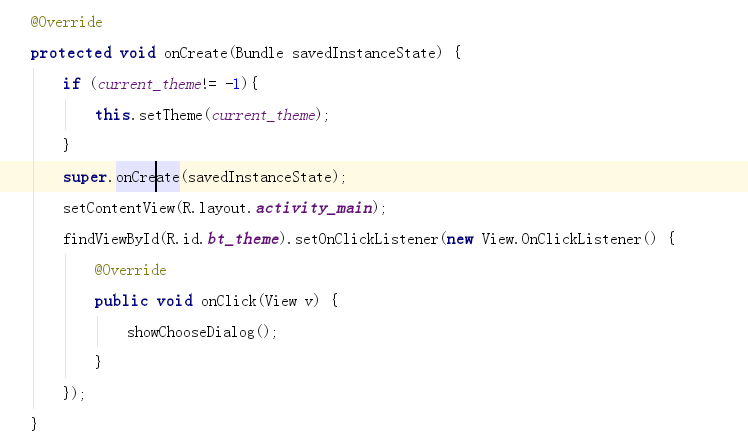 @Override
protected void onCreate(Bundle savedInstanceState) {
if (current_theme!= -1){
this.setTheme(current_theme);
}
super.onCreate(savedInstanceState);
setContentView(R.layout.activity_main);
findViewById(R.id.bt_theme).setOnClickListener(new View.OnClickListener() {
@Override
public void onClick(View v) {
showChooseDialog();
}
});
}